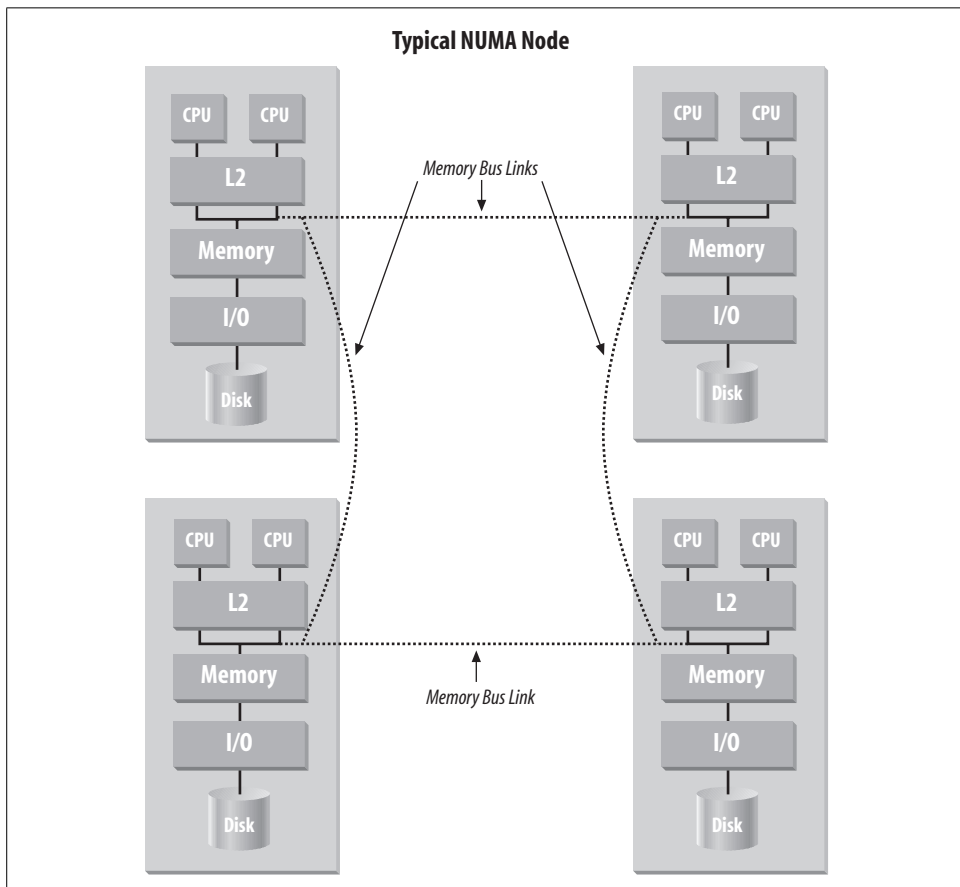 Typical NUMA Node
CPU CPU
L2
Memory
I/O
Disk
CPU CPU
L2
Memory
I/O
Disk
Memory Bus Links
CPU CPU
L2
Memory
I/O
Disk
CPU CPU
L2
Memory
I/O
Disk
Memory Bus Link